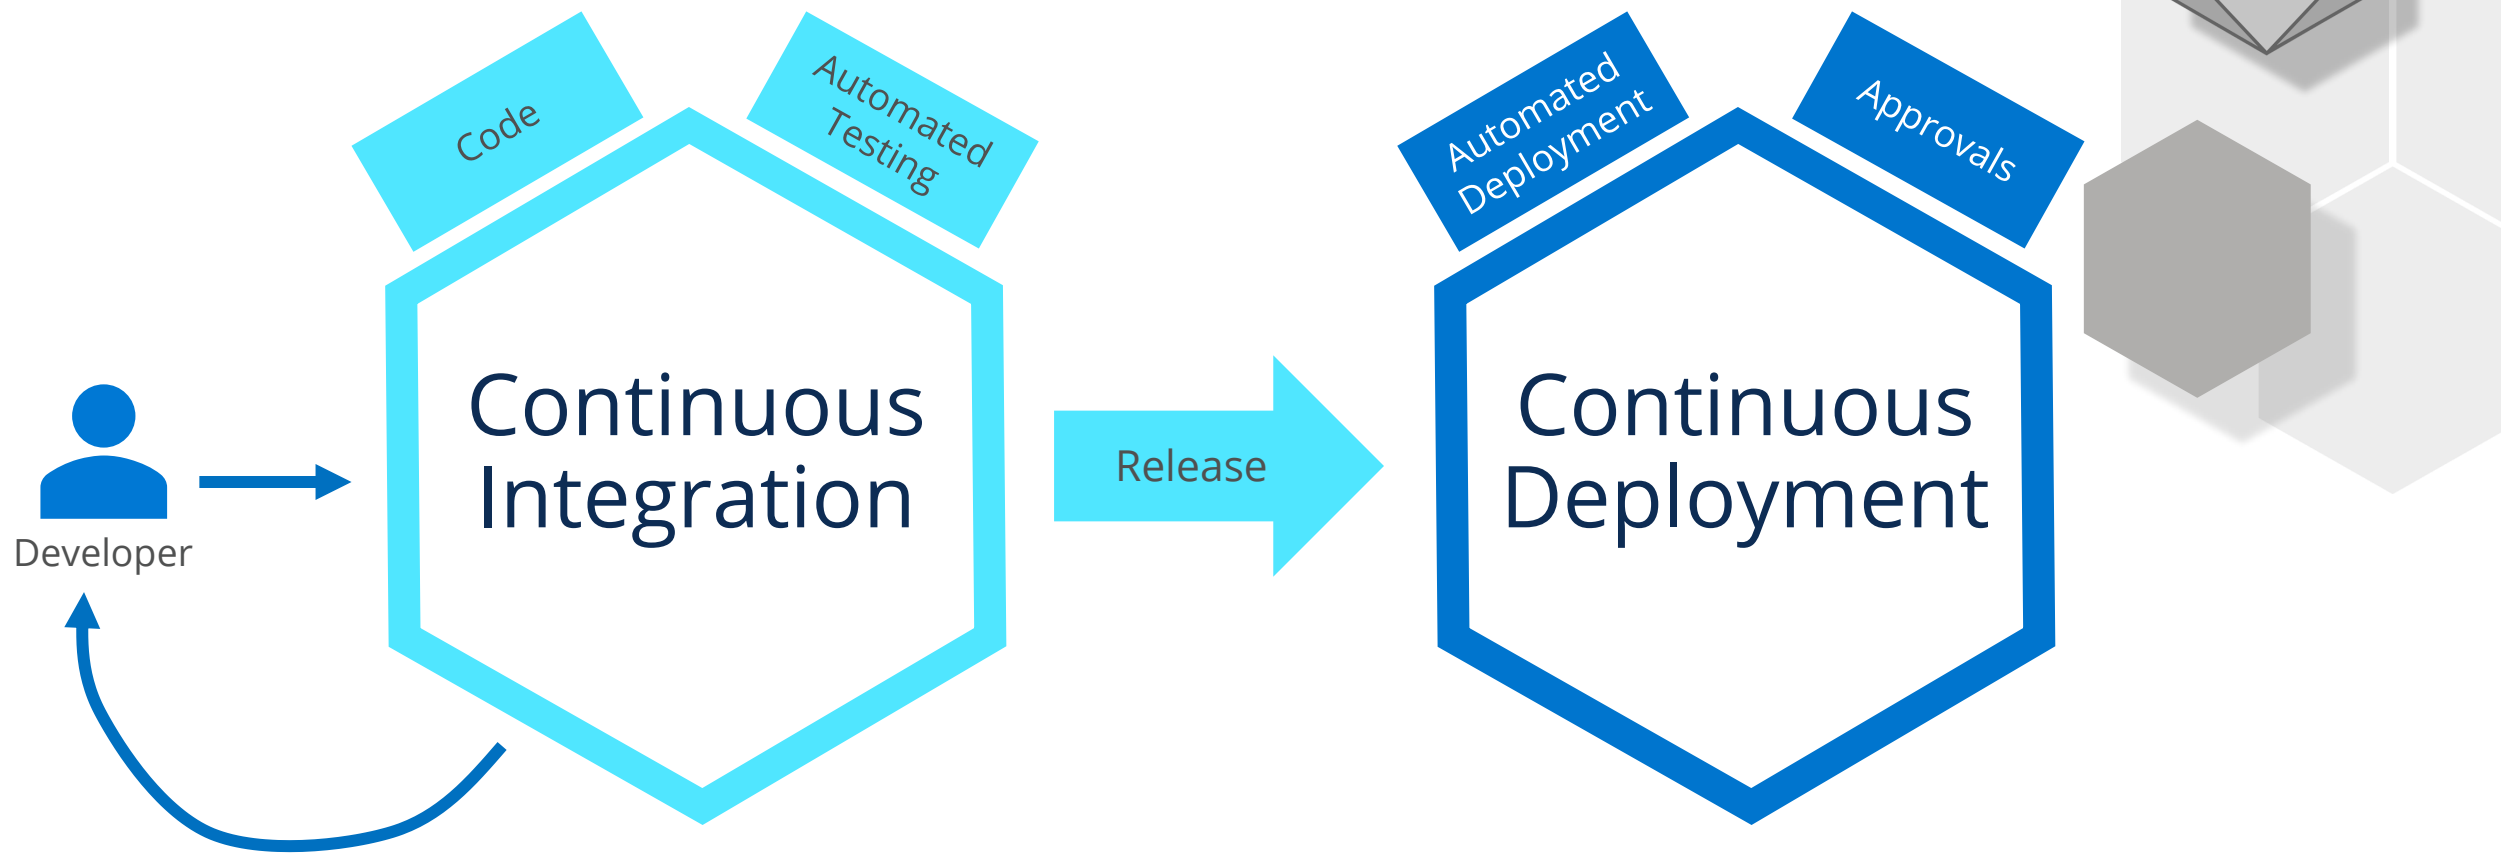 Code
Automated
Testing
Automated
Deployment
Approvals
Continuous
Integration
Release
Continuous
Deployment
Developer